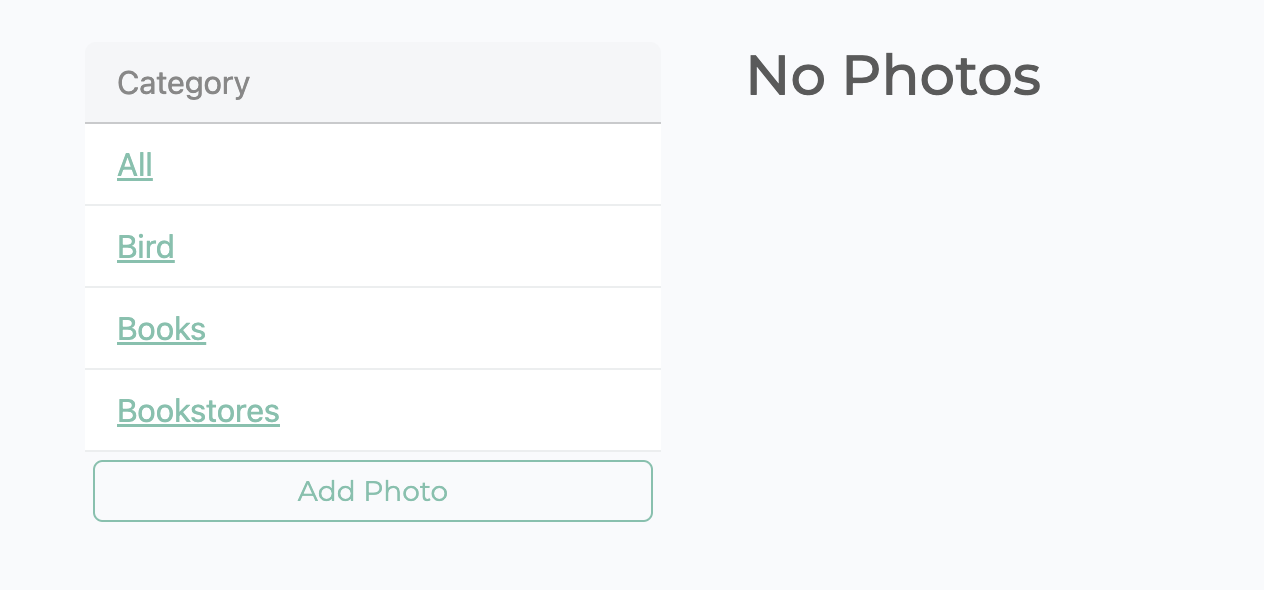 Category
All
Bird
Books
Bookstores
Add Photo
No Photos